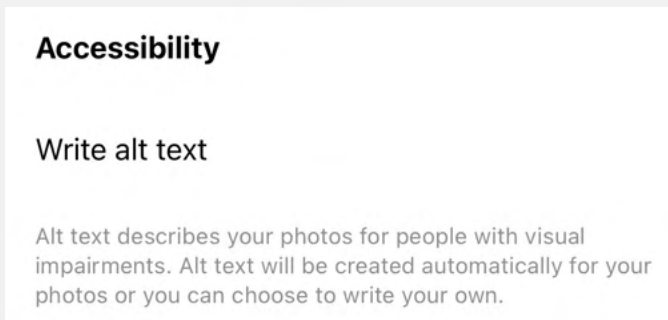 Accessibility
Write alt text
Alt text describes your photos for people with visual
impairments. Alt text will be created automatically for your
photos or you can choose to write your own.